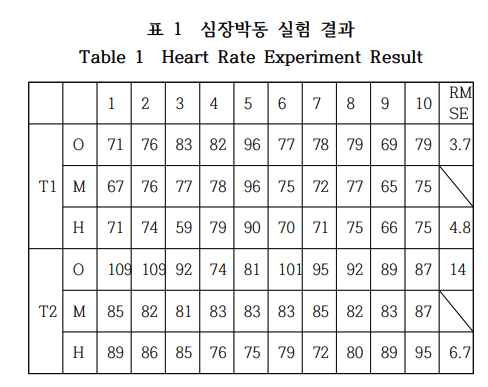 표 1 심장박동 실험 결과
Table 1 Heart Rate Experiment Result
1 2 3 4 5 6 7 8 9 10 RM
SE
O 71 76 83 82 96 77 78 79 69 79 3.7
T1 M 67 76 77 78 96 75 72 77 65 75
H 71 74 59 79 90 70 71 75 66 75 4.8
O 109 109 92 74 81 101 95 92 89 87 14
T2 M 85 82 81 83 83 83 85 82 83 87
H 89 86 85 76 75 79 72 80 89 95 6.7